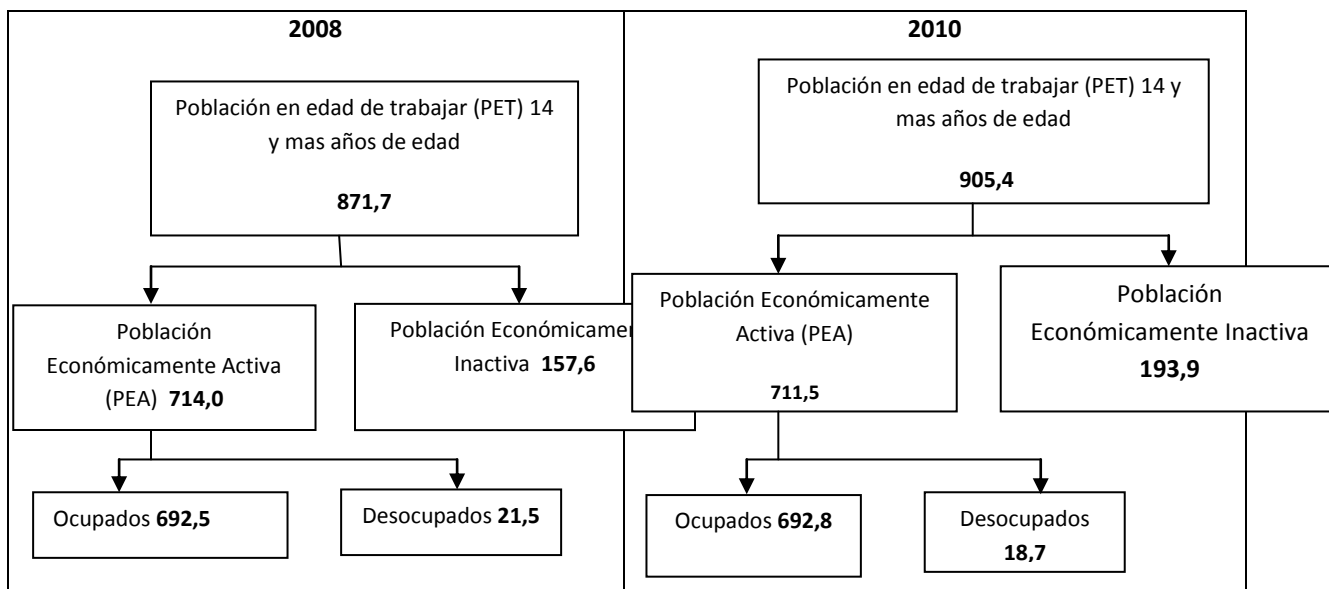 2008
Población en edad de trabajar (PET) 14
y mas años de edad
871,7
Población
Económicamente Activa
(PEA) 714,0
Población Económicame
Inactiva 157,6
Ocupados 692,5
Desocupados 21,5
2010
Población en edad de trabajar (PET) 14 y
mas años de edad
905,4
Población Económicamente
Activa (PEA)
711,5
Población
Económicamente Inactiva
193,9
Ocupados 692,8
Desocupados
18,7